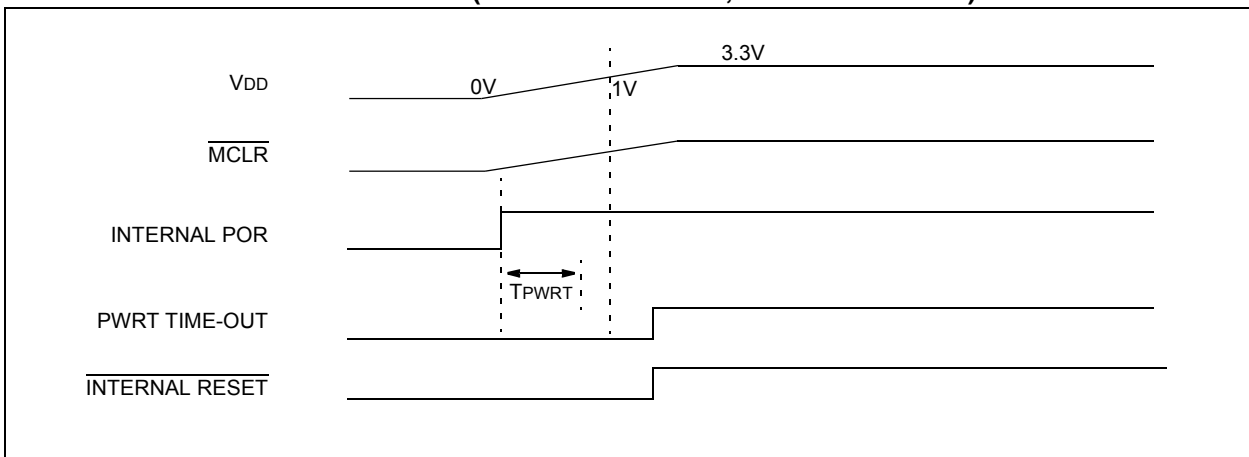 3.3V
VDD
0V
1V
MCLR
INTERNAL POR
TPWRT
PWRT TIME-OUT
INTERNAL RESET